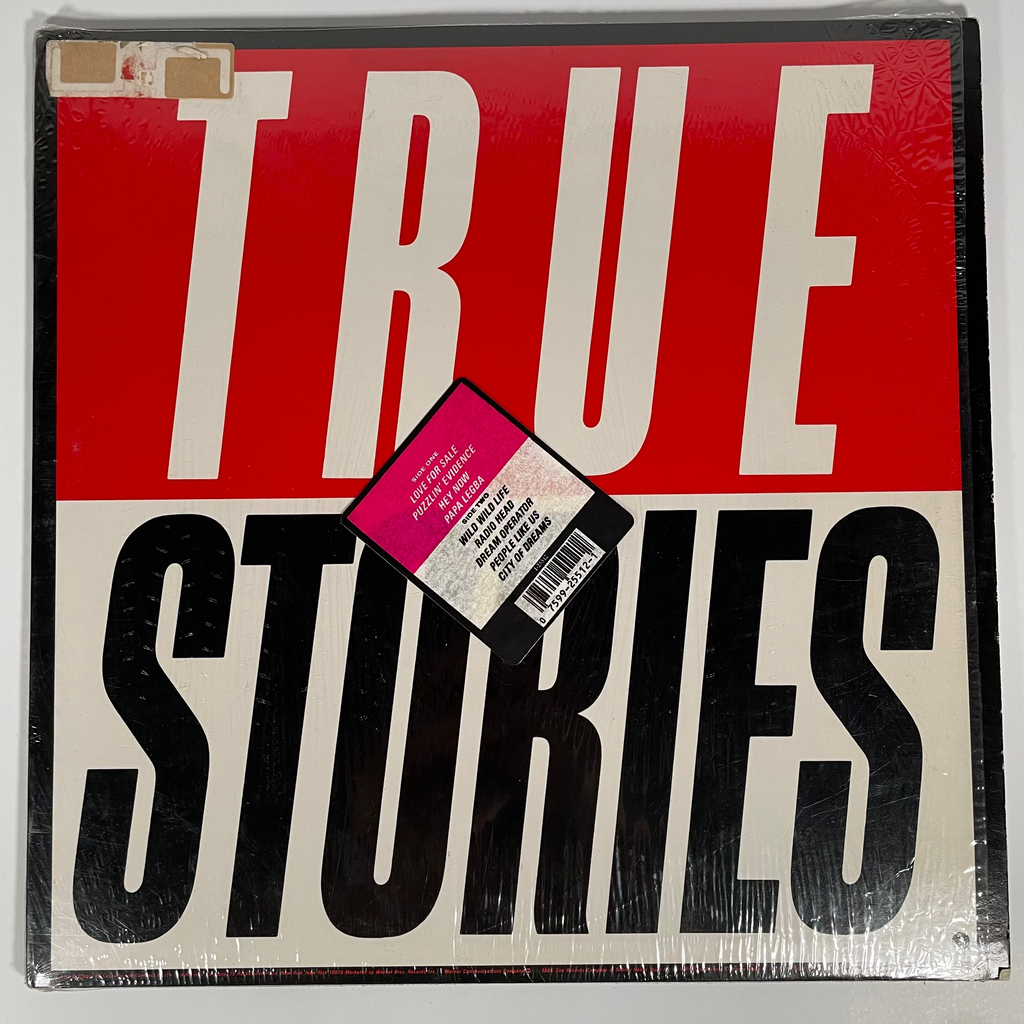 TRUE
STORIES
SIDE ONE
LOVE FOR SALE
PUZZLIN' EVIDENCE
HEY NOW
PAPA LEGBA
SIDE TWO
WILD WILD LIFE
RADIO HEAD
DREAM OPERATOR
PEOPLE LIKE US
CITY OF DREAMS
0 7599-25512-1